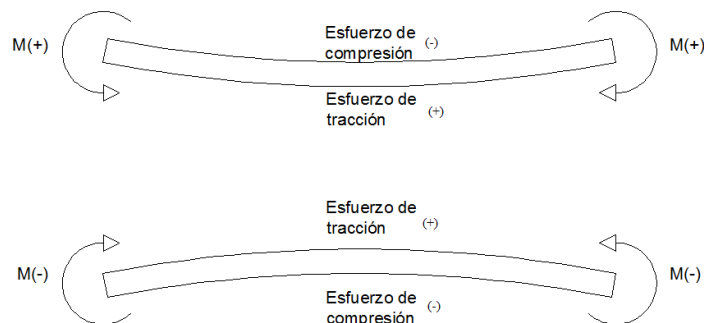 Esfuerzo de
compresión (-)
M(+)
M(+)
Esfuerzo de
tracción (+)
Esfuerzo de
tracción (+)
M(-)
M(-)
Esfuerzo de
compresión (-)